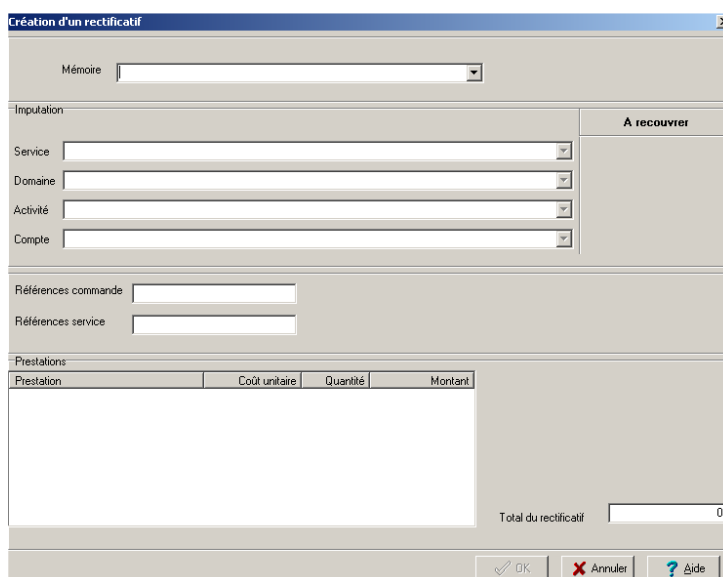 Création d'un rectificatif
Mémoire
Imputation
A recouvrer
Service
Domaine
Activité
Compte
Références commande
Références service
Prestations
Prestation Coût unitaire Quantité Montant
Total du rectificatif 0
OK Annuler ? Aide